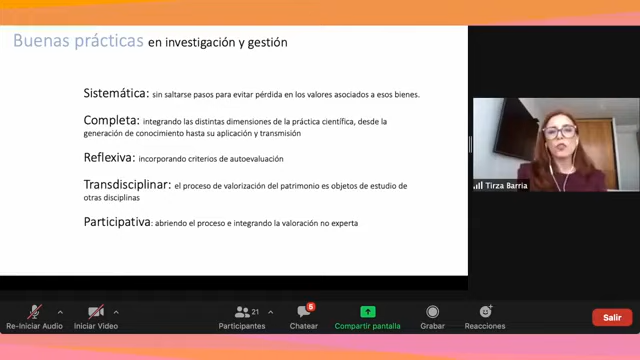 Buenas prácticas en investigación y gestión
Sistemática: sin saltarse pasos para evitar pérdida en los valores asociados a esos bienes.
Completa: integrando las distintas dimensiones de la práctica científica, desde la
generación de conocimiento hasta su aplicación y transmisión
Reflexiva: incorporando criterios de autoevaluación
Transdisciplinar: el proceso de valorización del patrimonio es objetos de estudio de
otras disciplinas
Participativa: abriendo el proceso e integrando la valoración no experta
Tirza Barria
21
5
Re-Iniciar Audio
Iniciar Video
Participantes
Chatear
Compartir pantalla
Grabar
Reacciones
Salir